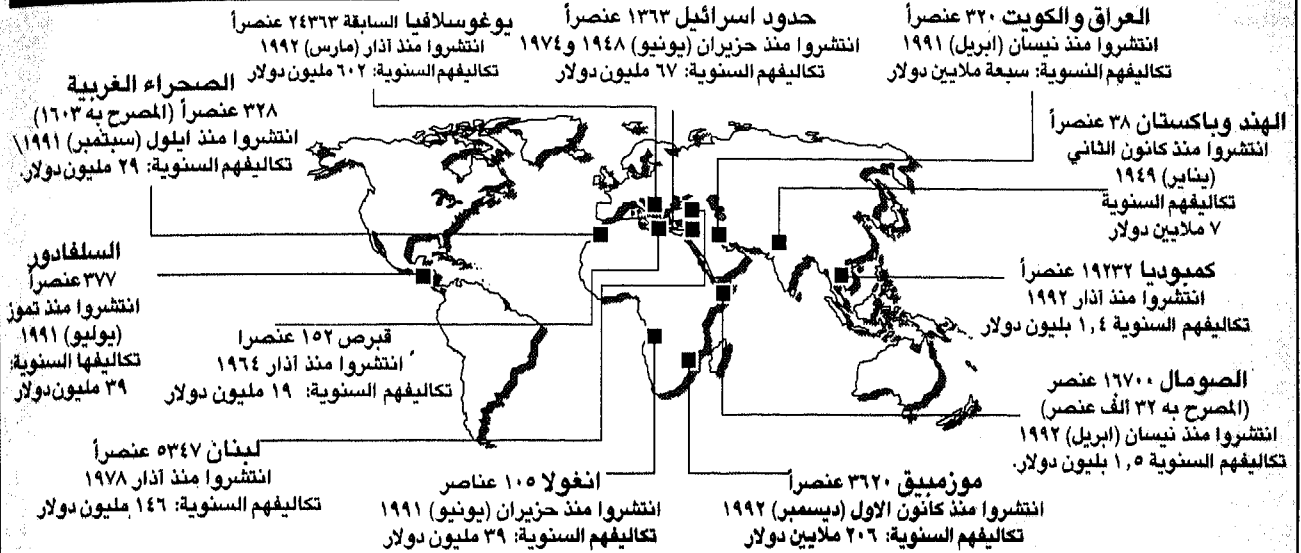 العراق والكويت ٣٢٠ عنصراً
انتشروا منذ نيسان (ابريل) ١٩٩١
تكاليفهم النسوية: سبعة ملايين دولار
حدود اسرائيل ١٣٦٣ عنصراً
انتشروا منذ حزيران (يونيو) ١٩٤٨ و١٩٧٤
تكاليفهم السنوية: ٦٧ مليون دولار
يوغوسلافيا السابقة ٢٤٣٦٣ عنصراً
انتشروا منذ آذار (مارس) ١٩٩٢
تكاليفهم السنوية: ٦٠٢ مليون دولار
الصحراء الغربية
٣٢٨ عنصراً (المصرح به ١٦٠٣)
انتشروا منذ ايلول (سبتمبر) ١٩٩١
تكاليفهم السنوية: ٢٩ مليون دولار.
الهند وباكستان ٣٨ عنصراً
انتشروا منذ كانون الثاني
(يناير) ١٩٤٩
تكاليفهم السنوية
٧ ملايين دولار
السلفادور
٣٧٧ عنصراً
انتشروا منذ تموز
(يوليو) ١٩٩١
تكاليفها السنوية:
٣٩ مليون دولار
كمبوديا ١٩٢٣٢ عنصراً
انتشروا منذ آذار ١٩٩٢
تكاليفهم السنوية ١,٤ بليون دولار
قبرص ١٥٢ عنصرا
انتشروا منذ آذار ١٩٦٤
تكاليفهم السنوية: ١٩ مليون دولار
الصومال ١٦٧٠٠ عنصر
(المصرح به ٣٢ ألف عنصر)
انتشروا منذ نيسان (ابريل) ١٩٩٢
تكاليفهم السنوية ١,٥ بليون دولار.
لبنان ٥٣٤٧ عنصراً
انتشروا منذ آذار ١٩٧٨
تكاليفهم السنوية: ١٤٦ مليون دولار
انغولا ١٠٥ عناصر
انتشروا منذ حزيران (يونيو) ١٩٩١
تكاليفهم السنوية: ٣٩ مليون دولار
موزمبيق ٣٦٢٠ عنصراً
انتشروا منذ كانون الاول (ديسمبر) ١٩٩٢
تكاليفهم السنوية: ٢٠٦ ملايين دولار